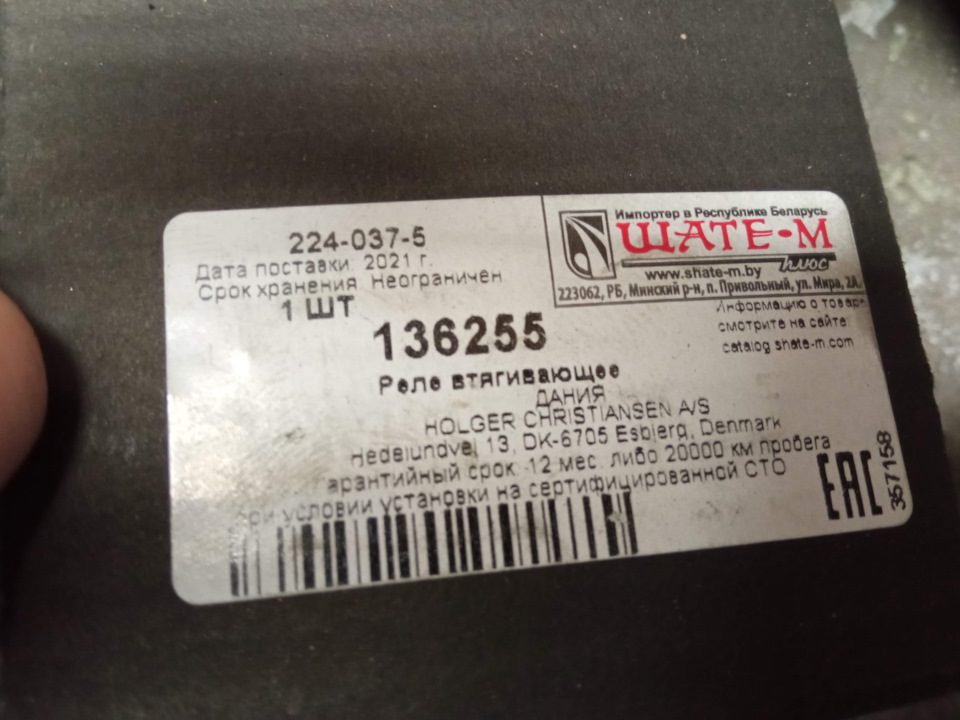 224-037-5
Дата поставки: 2021 г.
Срок хранения: Неограничен
1 ШТ
Импортер в Республике Беларусь
ШАТЕ-М
плюс
www.shate-m.by
223062, РБ, Минский р-н, п. Привольный, ул. Мира, 2А.
Информацию о товаре
смотрите на сайте:
catalog.shate-m.com
136255
Реле втягивающее
ДАНИЯ
HOLGER CHRISTIANSEN A/S
Hedelundvej 13, DK-6705 Esbjerg, Denmark
арантийный срок -12 мес. либо 20000 км пробега
ри условии установки на сертифицированной СТО
EAC
357158